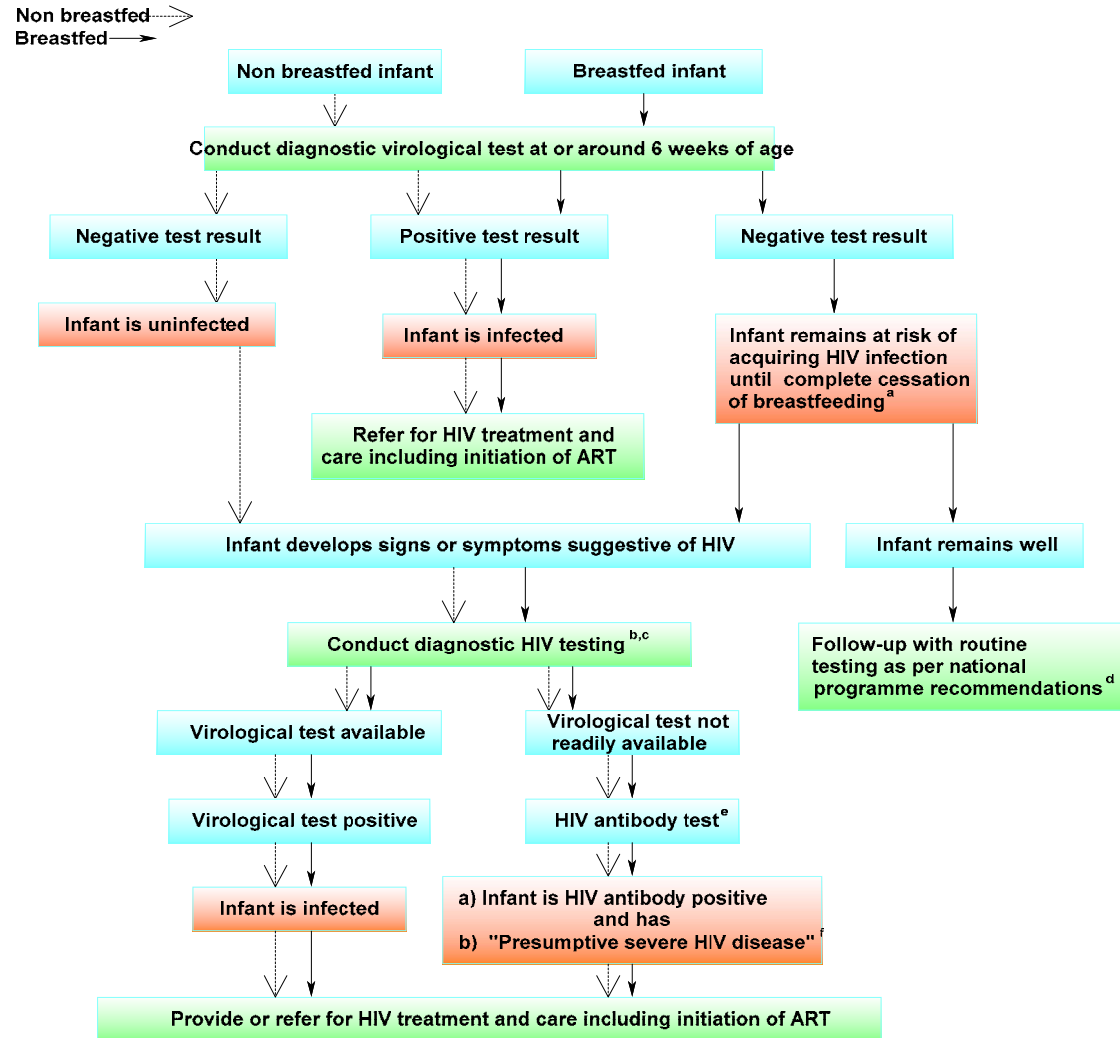 Non breastfed
Breastfed
Non breastfed infant
Breastfed infant
Conduct diagnostic virological test at or around 6 weeks of age
Negative test result
Positive test result
Negative test result
Infant is uninfected
Infant is infected
Infant remains at risk of
acquiring HIV infection
until complete cessation
of breastfeeding a
Refer for HIV treatment and
care including initiation of ART
Infant develops signs or symptoms suggestive of HIV
Infant remains well
Conduct diagnostic HIV testing b,c
Follow-up with routine
testing as per national
programme recommendations d
Virological test available
Virological test not
readily available
Virological test positive
HIV antibody test e
Infant is infected
a) Infant is HIV antibody positive
and has
b) "Presumptive severe HIV disease" f
Provide or refer for HIV treatment and care including initiation of ART